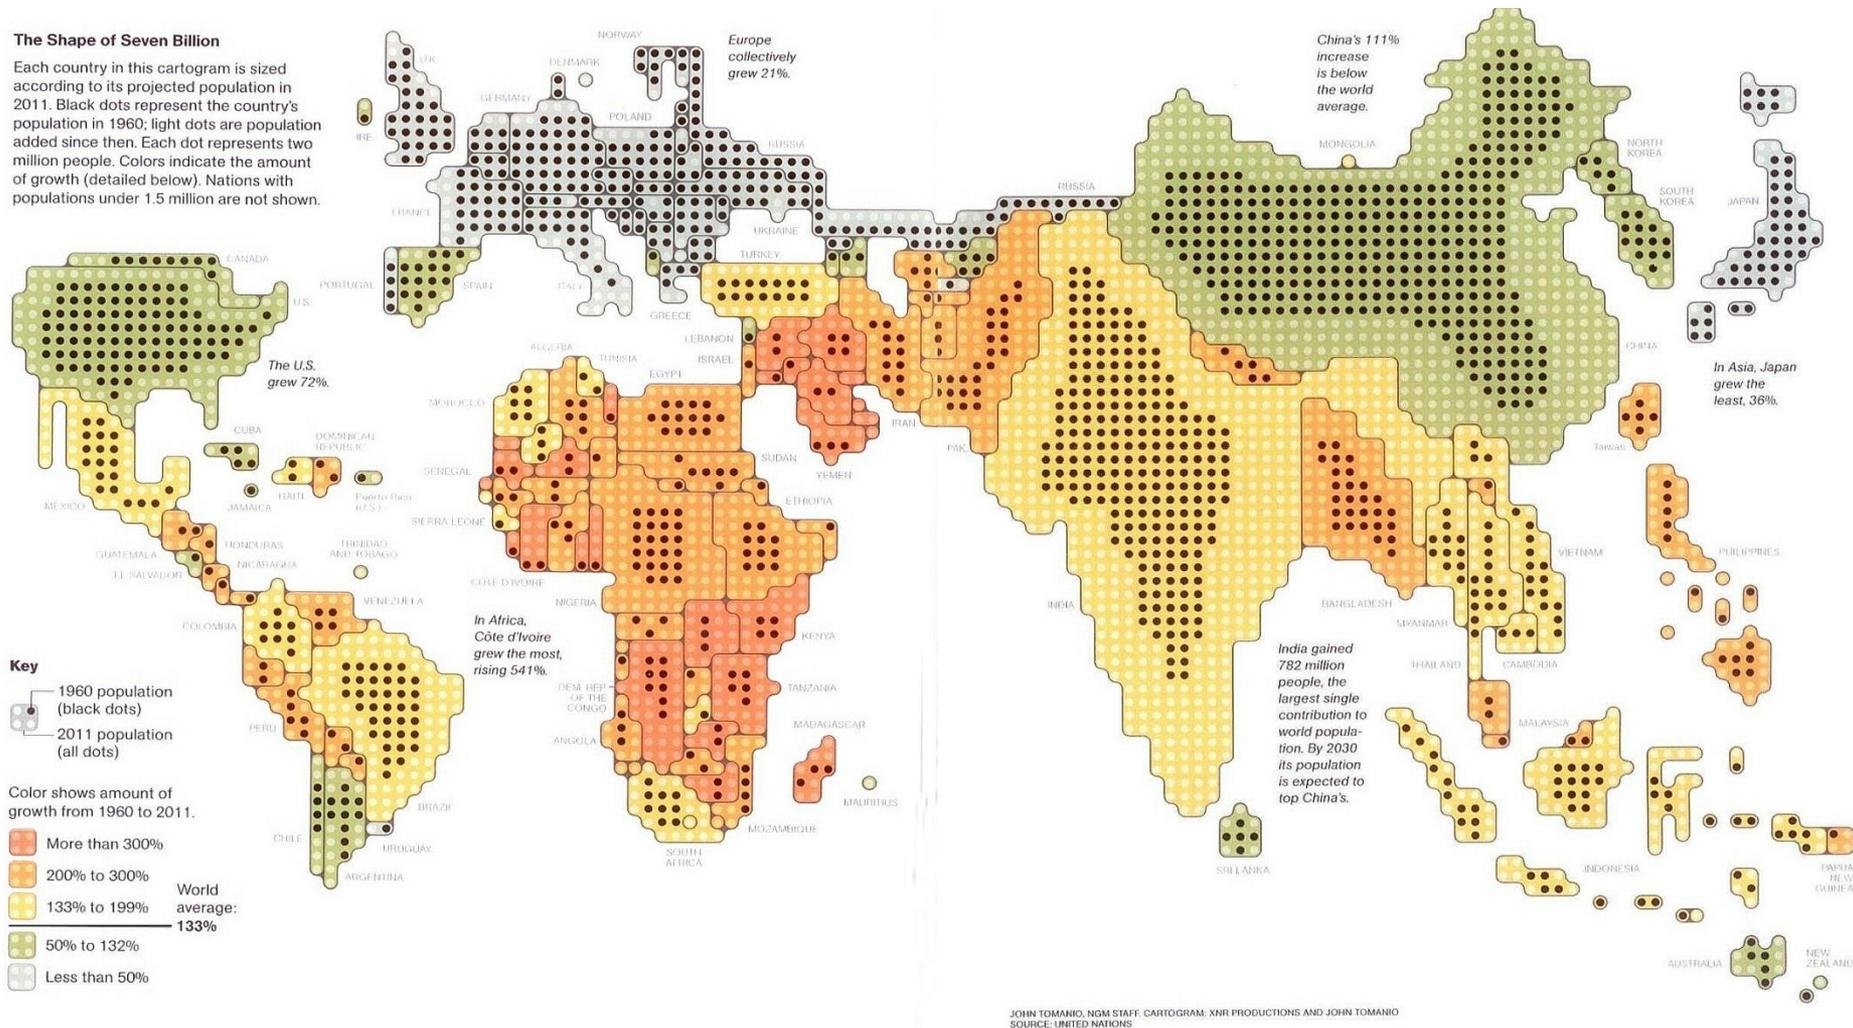 The Shape of Seven Billion
Each country in this cartogram is sized
according to its projected population in
2011. Black dots represent the country's
population in 1960; light dots are population
added since then. Each dot represents two
million people. Colors indicate the amount
of growth (detailed below). Nations with
populations under 1.5 million are not shown.
Europe
collectively
grew 21%.
China's 111%
increase
is below
the world
average.
NORWAY
U.K.
DENMARK
GERMANY
POLAND
IRE.
RUSSIA
FRANCE
UKRAINE
RUSSIA
MONGOLIA
NORTH
KOREA
SOUTH
KOREA
JAPAN
CANADA
U.S.
PORTUGAL
SPAIN
ITALY
TURKEY
GREECE
The U.S.
grew 72%.
LEBANON
ISRAEL
ALGERIA
TUNISIA
EGYPT
MOROCCO
IRAN
PAK.
CHINA
In Asia, Japan
grew the
least, 36%.
Taiwan
CUBA
DOMINICAN
REPUBLIC
MEXICO
JAMAICA
HAITI
Puerto Rico
(U.S.)
SENEGAL
SUDAN
YEMEN
ETHIOPIA
SIERRA LEONE
GUATEMALA
HONDURAS
TRINIDAD
AND TOBAGO
EL SALVADOR
NICARAGUA
CÔTE D'IVOIRE
VIETNAM
PHILIPPINES
VENEZUELA
NIGERIA
INDIA
BANGLADESH
COLOMBIA
In Africa,
Côte d'Ivoire
grew the most,
rising 541%.
KENYA
MYANMAR
India gained
782 million
people, the
largest single
contribution to
world popula-
tion. By 2030
its population
is expected to
top China's.
THAILAND
CAMBODIA
DEM. REP.
OF THE
CONGO
TANZANIA
PERU
ANGOLA
MADAGASCAR
MALAYSIA
Key
1960 population
(black dots)
2011 population
(all dots)
Color shows amount of
growth from 1960 to 2011.
More than 300%
200% to 300%
133% to 199%
World
average:
133%
50% to 132%
Less than 50%
BRAZIL
CHILE
URUGUAY
ARGENTINA
SOUTH
AFRICA
MOZAMBIQUE
MAURITIUS
SRI LANKA
INDONESIA
PAPUA
NEW
GUINEA
AUSTRALIA
NEW
ZEALAND
JOHN TOMANIO, NGM STAFF. CARTOGRAM: XNR PRODUCTIONS AND JOHN TOMANIO
SOURCE: UNITED NATIONS